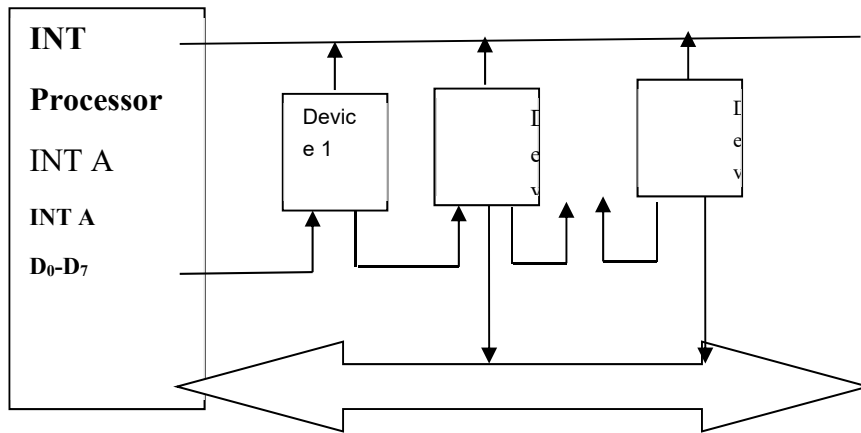 INT
Processor
INT A
INT A
D₀-D₇
Devic
e 1
D
e
v
D
e
v